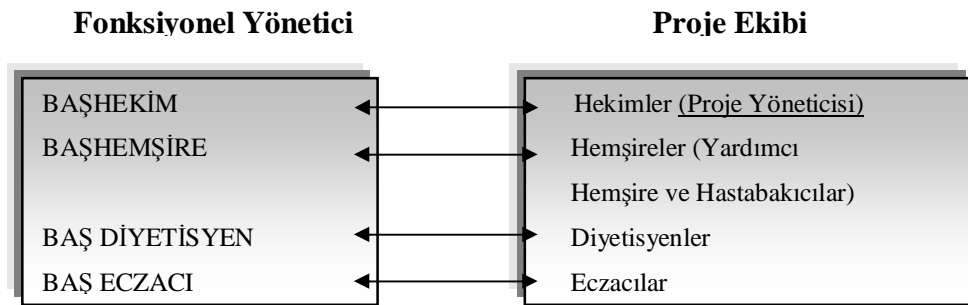 Fonksiyonel Yönetici Proje Ekibi
BAŞHEKİM Hekimler (Proje Yöneticisi)
BAŞHEMŞİRE Hemşireler (Yardımcı
Hemşire ve Hastabakıcılar)
BAŞ DİYETİSYEN Diyetisyenler
BAŞ ECZACI Eczacılar